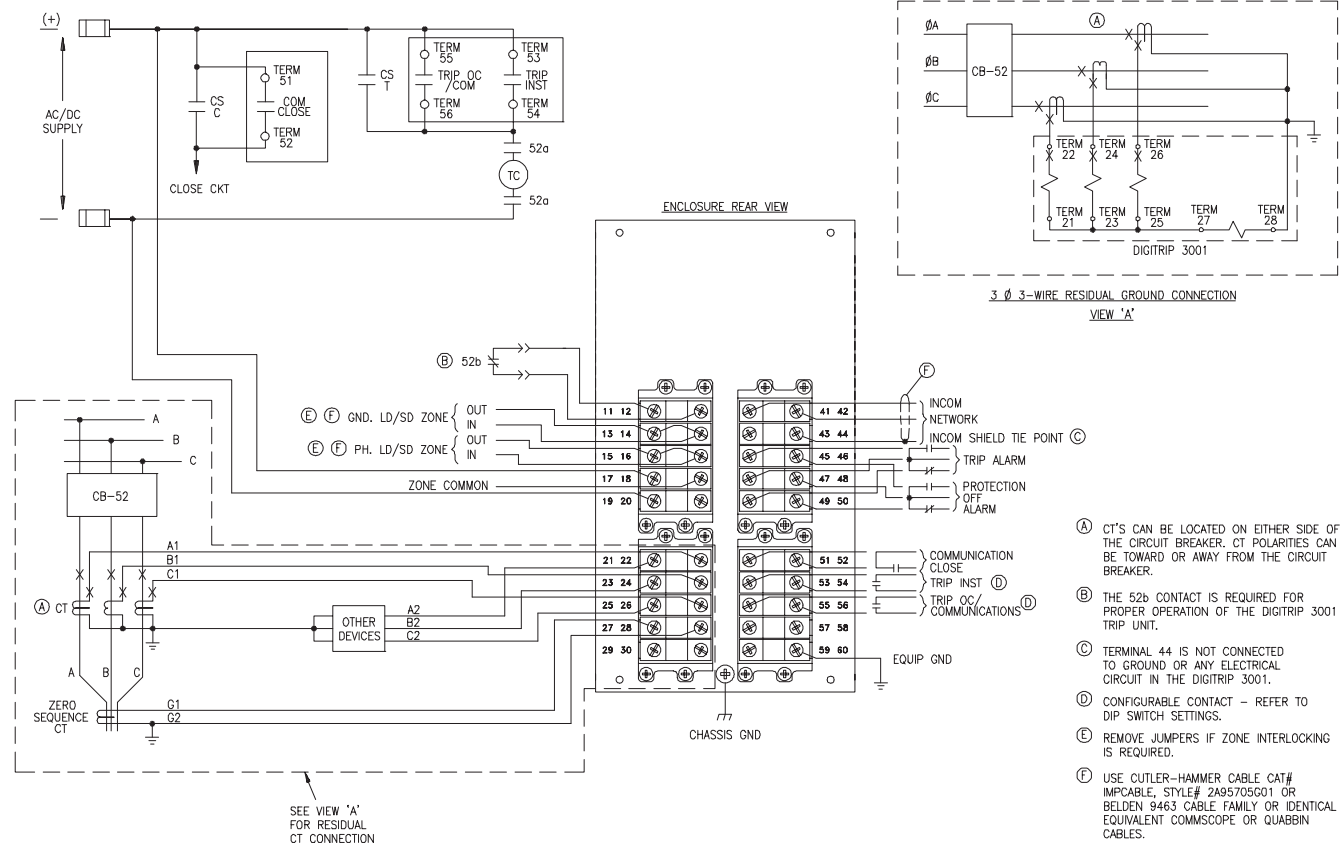 (+)
AC/DC
SUPPLY
—
CS
C
TERM
51
COM
CLOSE
TERM
52
CLOSE CKT
CS
T
TERM
55
TRIP OC
/COM
TERM
56
TERM
53
TRIP
INST
TERM
54
52a
TC
52a
A
ØA
ØB
ØC
CB-52
TERM
22
TERM
24
TERM
26
TERM
21
TERM
23
TERM
25
TERM
27
TERM
28
DIGITRIP 3001
3 Ø 3-WIRE RESIDUAL GROUND CONNECTION
VIEW 'A'
ENCLOSURE REAR VIEW
B 52b
E F GND. LD/SD ZONE
OUT
IN
E F PH. LD/SD ZONE
OUT
IN
ZONE COMMON
11 12
13 14
15 16
17 18
19 20
21 22
23 24
25 26
27 28
29 30
41 42
43 44
45 46
47 48
49 50
51 52
53 54
55 56
57 58
59 60
F
INCOM
NETWORK
INCOM SHIELD TIE POINT C
TRIP ALARM
PROTECTION
OFF
ALARM
COMMUNICATION
CLOSE
TRIP INST D
TRIP OC/
COMMUNICATIONS D
EQUIP GND
CHASSIS GND
A
B
C
CB-52
A1
B1
C1
A CT
OTHER
DEVICES
A2
B2
C2
A B C
ZERO
SEQUENCE
CT
G1
G2
SEE VIEW 'A'
FOR RESIDUAL
CT CONNECTION
A CT'S CAN BE LOCATED ON EITHER SIDE OF
THE CIRCUIT BREAKER. CT POLARITIES CAN
BE TOWARD OR AWAY FROM THE CIRCUIT
BREAKER.
B THE 52b CONTACT IS REQUIRED FOR
PROPER OPERATION OF THE DIGITRIP 3001
TRIP UNIT.
C TERMINAL 44 IS NOT CONNECTED
TO GROUND OR ANY ELECTRICAL
CIRCUIT IN THE DIGITRIP 3001.
D CONFIGURABLE CONTACT – REFER TO
DIP SWITCH SETTINGS.
E REMOVE JUMPERS IF ZONE INTERLOCKING
IS REQUIRED.
F USE CUTLER-HAMMER CABLE CAT#
IMPCABLE, STYLE# 2A95705G01 OR
BELDEN 9463 CABLE FAMILY OR IDENTICAL
EQUIVALENT COMMSCOPE OR QUABBIN
CABLES.